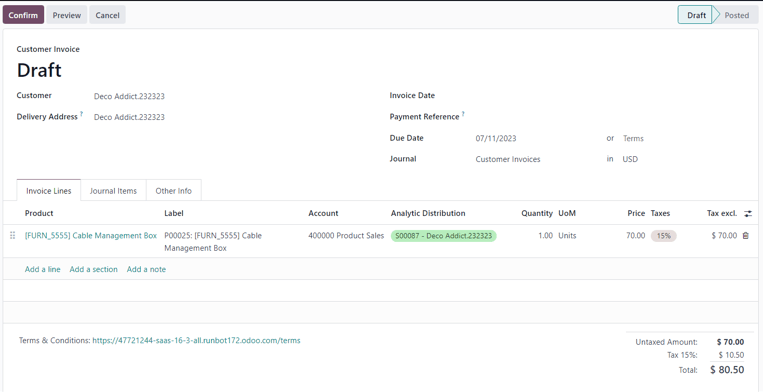 Confirm Preview Cancel Draft Posted
Customer Invoice
Draft
Customer Deco Addict.232323 Invoice Date
Delivery Address ? Deco Addict.232323 Payment Reference ?
Due Date 07/11/2023 or Terms
Journal Customer Invoices in USD
Invoice Lines Journal Items Other Info
Product Label Account Analytic Distribution Quantity UoM Price Taxes Tax excl.
[FURN_5555] Cable Management Box P00025: [FURN_5555] Cable 400000 Product Sales S00087 - Deco Addict.232323 1.00 Units 70.00 15% $ 70.00
Management Box
Add a line Add a section Add a note
Terms & Conditions: https://47721244-saas-16-3-all.runbot172.odoo.com/terms Untaxed Amount: $ 70.00
Tax 15%: $ 10.50
Total: $ 80.50